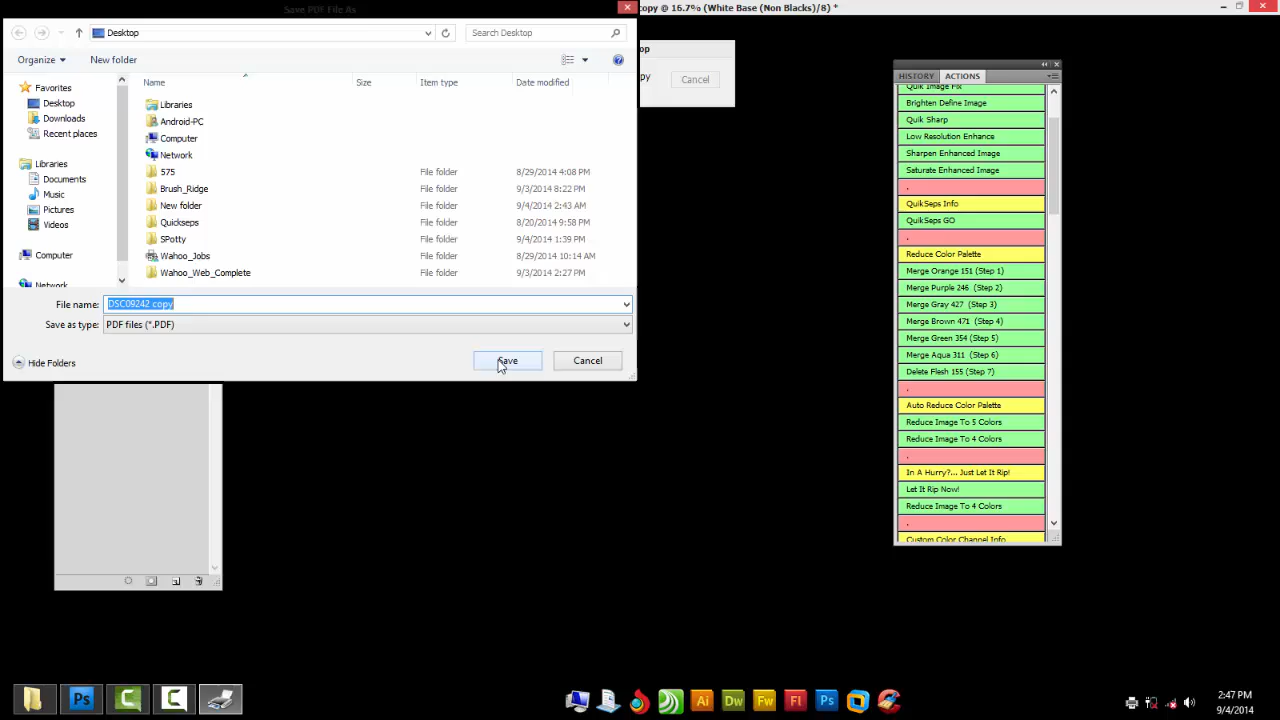 Save PDF File As
copy @ 16.7% (White Base (Non Blacks)/8) *
Desktop
Search Desktop
Organize
New folder
Cancel
HISTORY
ACTIONS
Name
Size
Item type
Date modified
Favorites
Desktop
Downloads
Recent places
Libraries
Documents
Music
Pictures
Videos
Computer
Network
Libraries
Android-PC
Computer
Network
575 File folder 8/29/2014 4:08 PM
Brush_Ridge File folder 9/3/2014 8:22 PM
New folder File folder 9/4/2014 2:43 AM
Quickseps File folder 8/20/2014 9:58 PM
SPotty File folder 9/4/2014 1:39 PM
Wahoo_Jobs File folder 8/29/2014 10:14 AM
Wahoo_Web_Complete File folder 9/3/2014 2:27 PM
File name: DSC09242 copy
Save as type: PDF files (*.PDF)
Hide Folders
Save
Cancel
Quik Image Fix
Brighten Define Image
Quik Sharp
Low Resolution Enhance
Sharpen Enhanced Image
Saturate Enhanced Image
.
QuikSeps Info
QuikSeps GO
.
Reduce Color Palette
Merge Orange 151 (Step 1)
Merge Purple 246 (Step 2)
Merge Gray 427 (Step 3)
Merge Brown 471 (Step 4)
Merge Green 354 (Step 5)
Merge Aqua 311 (Step 6)
Delete Flesh 155 (Step 7)
.
Auto Reduce Color Palette
Reduce Image To 5 Colors
Reduce Image To 4 Colors
.
In A Hurry?... Just Let It Rip!
Let It Rip Now!
Reduce Image To 4 Colors
.
Custom Color Channel Info
Ps
Ai
Dw
Fw
Fl
Ps
2:47 PM
9/4/2014